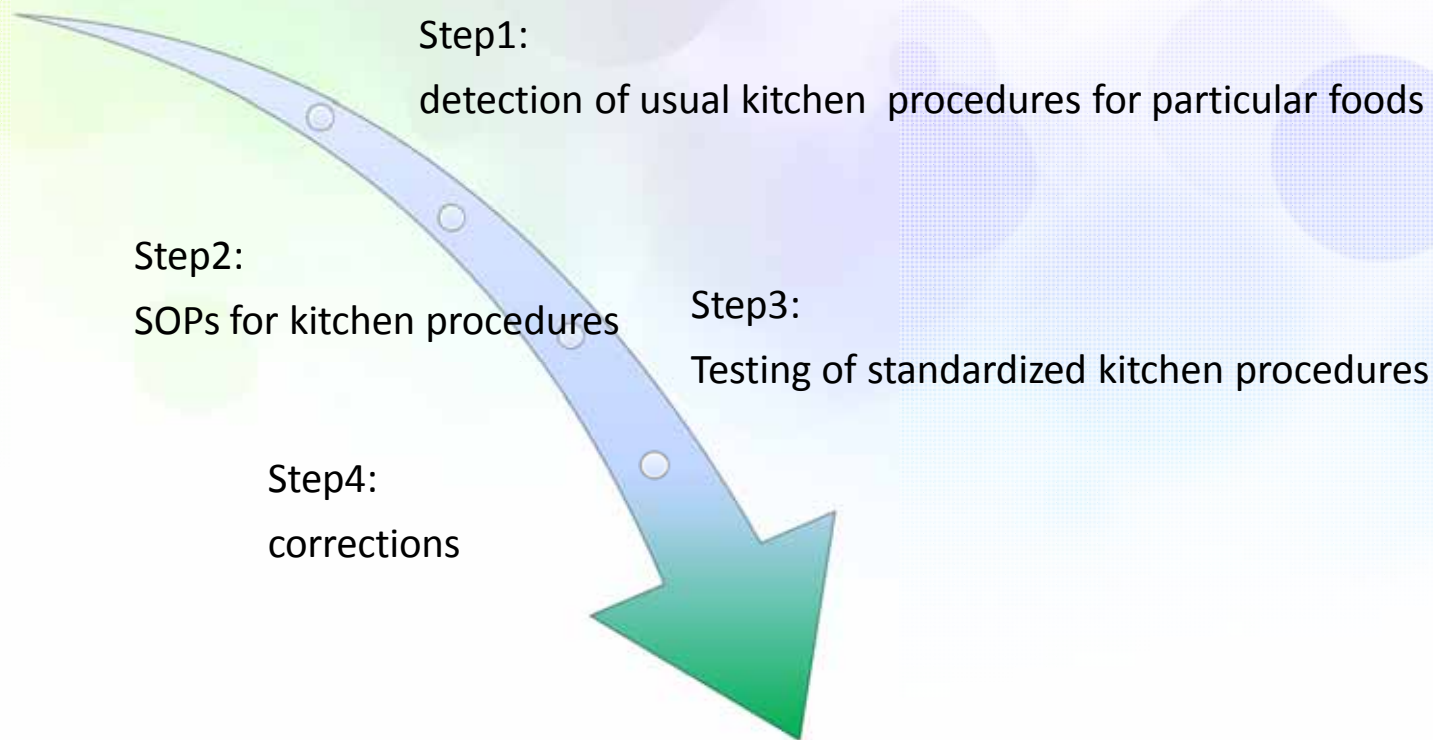 Step1:
detection of usual kitchen procedures for particular foods
Step2:
SOPs for kitchen procedures
Step3:
Testing of standardized kitchen procedures
Step4:
corrections